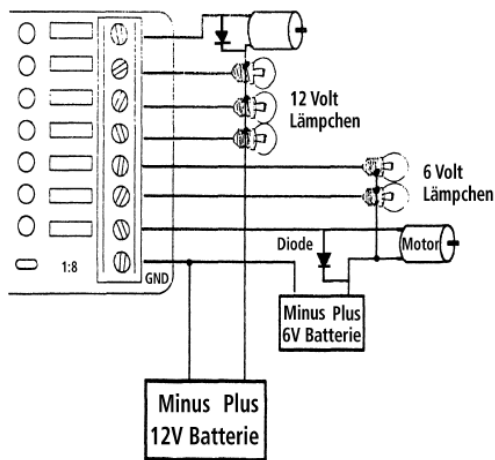 12 Volt
Lämpchen
6 Volt
Lämpchen
Diode
Motor
1:8
GND
Minus Plus
6V Batterie
Minus Plus
12V Batterie